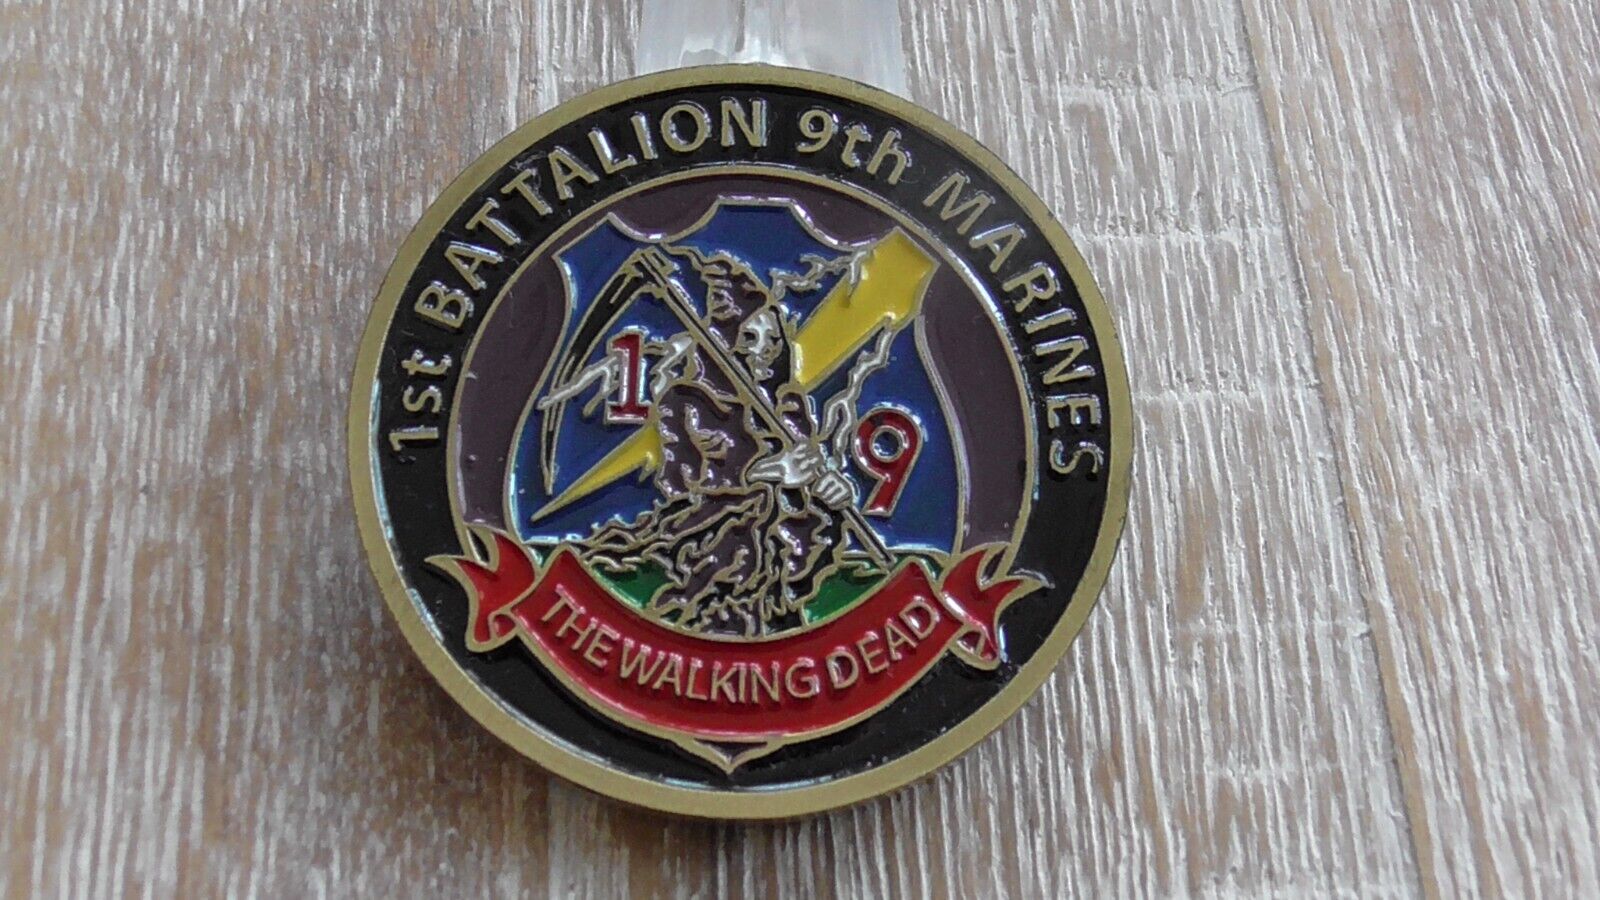 1st BATTALION 9th MARINES
1
9
THE WALKING DEAD